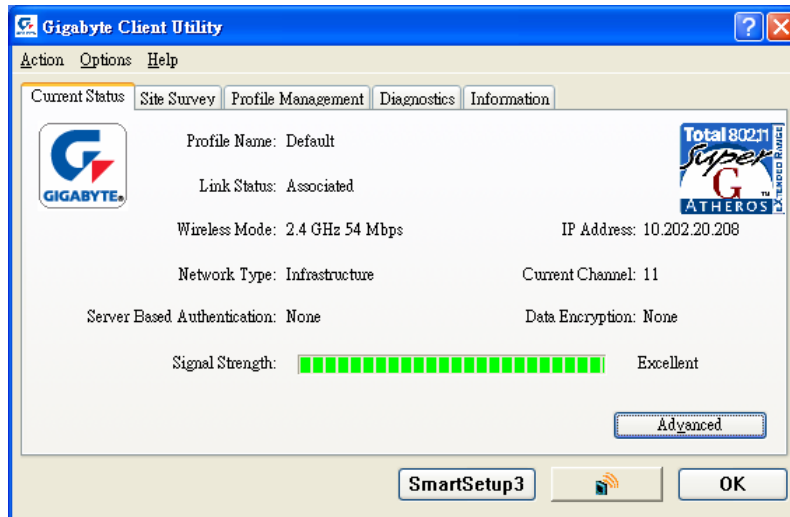 Gigabyte Client Utility
Action Options Help
Current Status Site Survey Profile Management Diagnostics Information
GIGABYTE
Total 802.11
Super
G
™
ATHEROS
EXTENDED RANGE
Profile Name: Default
Link Status: Associated
Wireless Mode: 2.4 GHz 54 Mbps IP Address: 10.202.20.208
Network Type: Infrastructure Current Channel: 11
Server Based Authentication: None Data Encryption: None
Signal Strength: Excellent
Advanced
SmartSetup3 OK